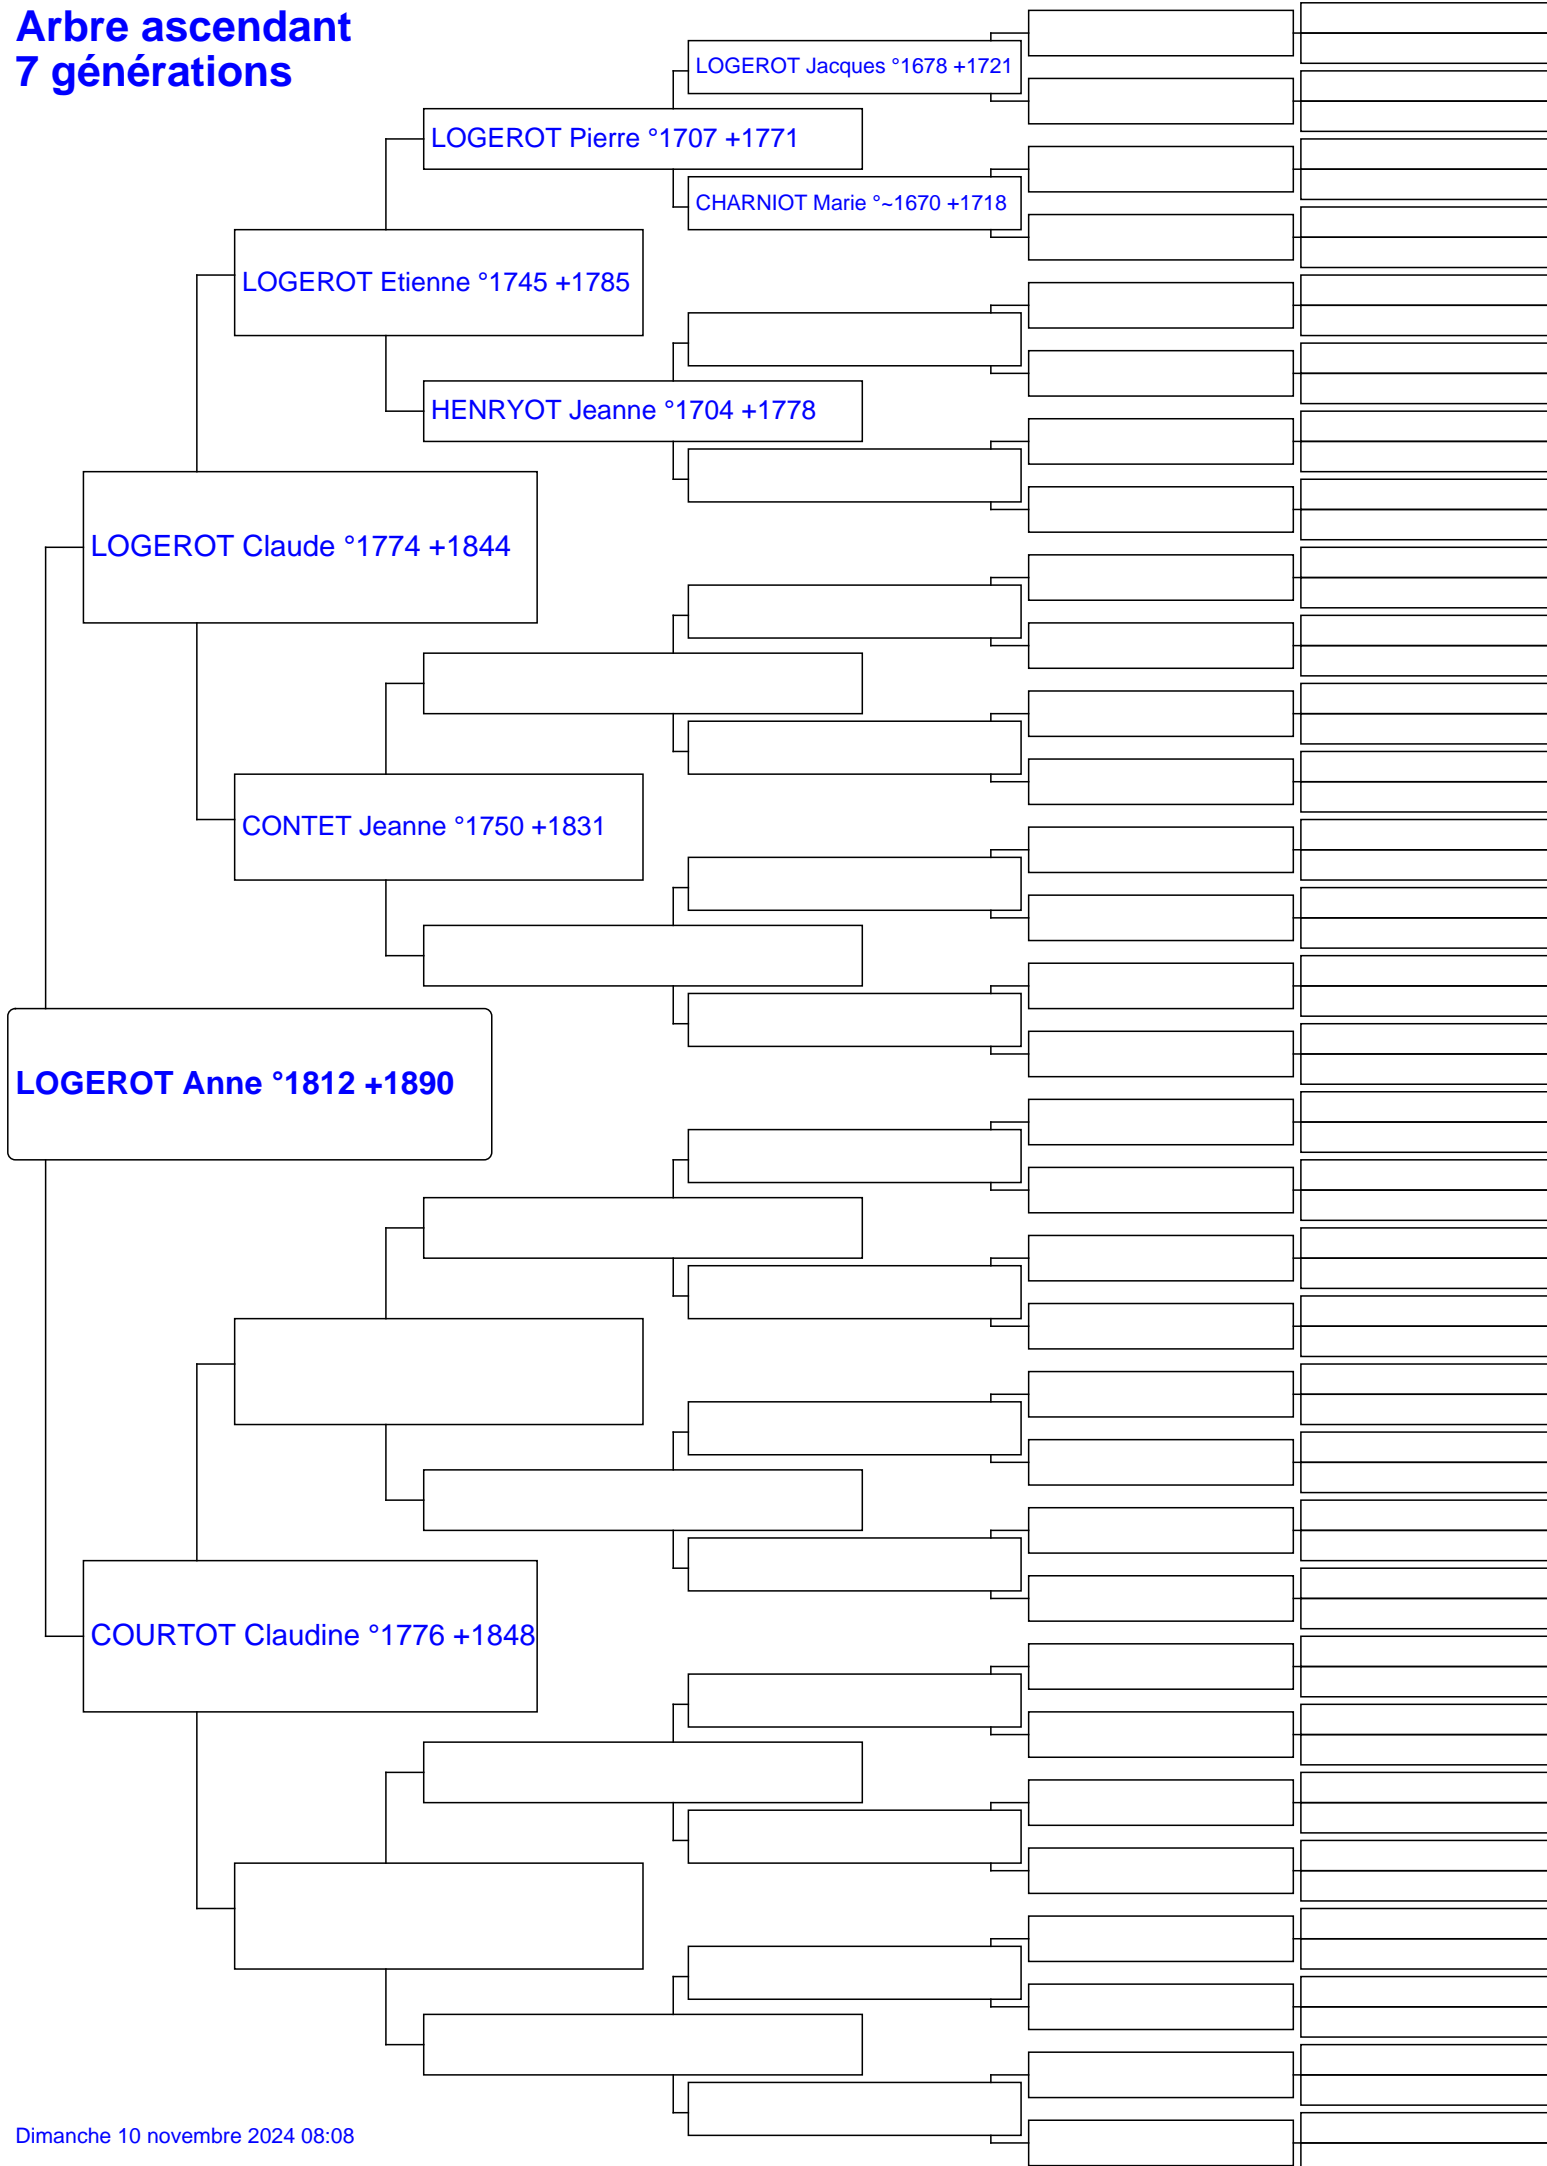 Arbre ascendant
7 générations
LOGEROT Jacques °1678 +1721
LOGEROT Pierre °1707 +1771
CHARNIOT Marie °~1670 +1718
LOGEROT Etienne °1745 +1785
HENRYOT Jeanne °1704 +1778
LOGEROT Claude °1774 +1844
CONTET Jeanne °1750 +1831
LOGEROT Anne °1812 +1890
COURTOT Claudine °1776 +1848
Dimanche 10 novembre 2024 08:08